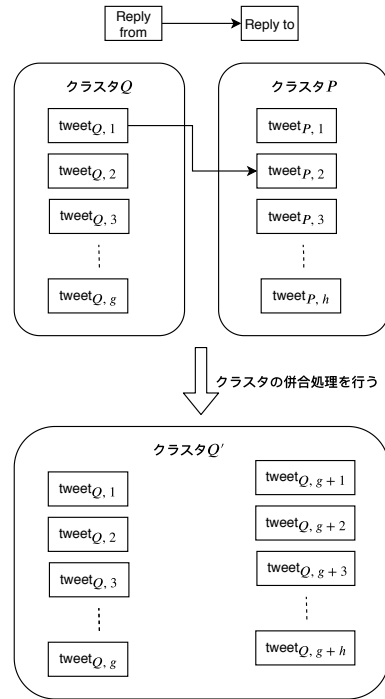 Reply from
Reply to
クラスタQ
tweetQ, 1
tweetQ, 2
tweetQ, 3
tweetQ, g
クラスタP
tweetP, 1
tweetP, 2
tweetP, 3
tweetP, h
クラスタの併合処理を行う
クラスタQ′
tweetQ, 1
tweetQ, 2
tweetQ, 3
tweetQ, g
tweetQ, g + 1
tweetQ, g + 2
tweetQ, g + 3
tweetQ, g + h